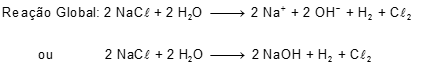 Reação Global: 2 NaCℓ + 2 H₂O ⟶ 2 Na⁺ + 2 OH⁻ + H₂ + Cℓ₂
ou 2 NaCℓ + 2 H₂O ⟶ 2 NaOH + H₂ + Cℓ₂